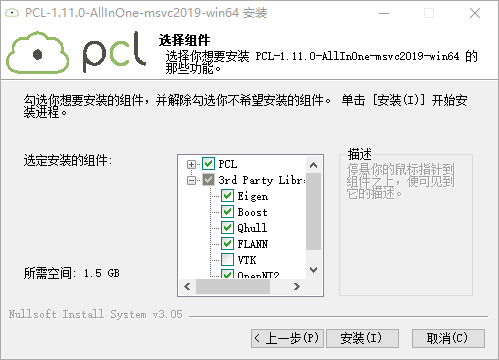 PCL-1.11.0-AllInOne-msvc2019-win64 安装
pcl
选择组件
选择你想要安装 PCL-1.11.0-AllInOne-msvc2019-win64 的
那些功能。
勾选你想要安装的组件，并解除勾选你不希望安装的组件。 单击 [安装(I)] 开始安
装进程。
选定安装的组件:
PCL
3rd Party Libr
Eigen
Boost
Qhull
FLANN
VTK
OpenNI2
描述
停悬你的鼠标指针到
组件之上，便可见到
它的描述。
所需空间: 1.5 GB
Nullsoft Install System v3.05
< 上一步(P)
安装(I)
取消(C)